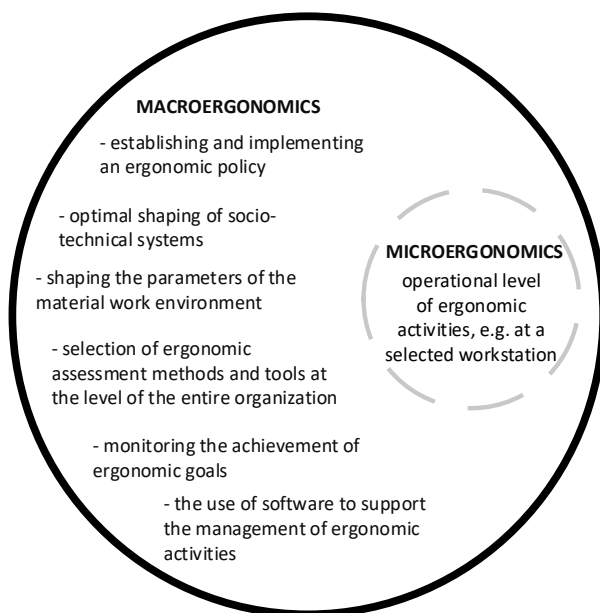 MACROERGONOMICS
- establishing and implementing
an ergonomic policy
- optimal shaping of socio-
technical systems
- shaping the parameters of the
material work environment
- selection of ergonomic
assessment methods and tools at
the level of the entire organization
- monitoring the achievement of
ergonomic goals
- the use of software to support
the management of ergonomic
activities
MICROERGONOMICS
operational level
of ergonomic
activities, e.g. at a
selected workstation